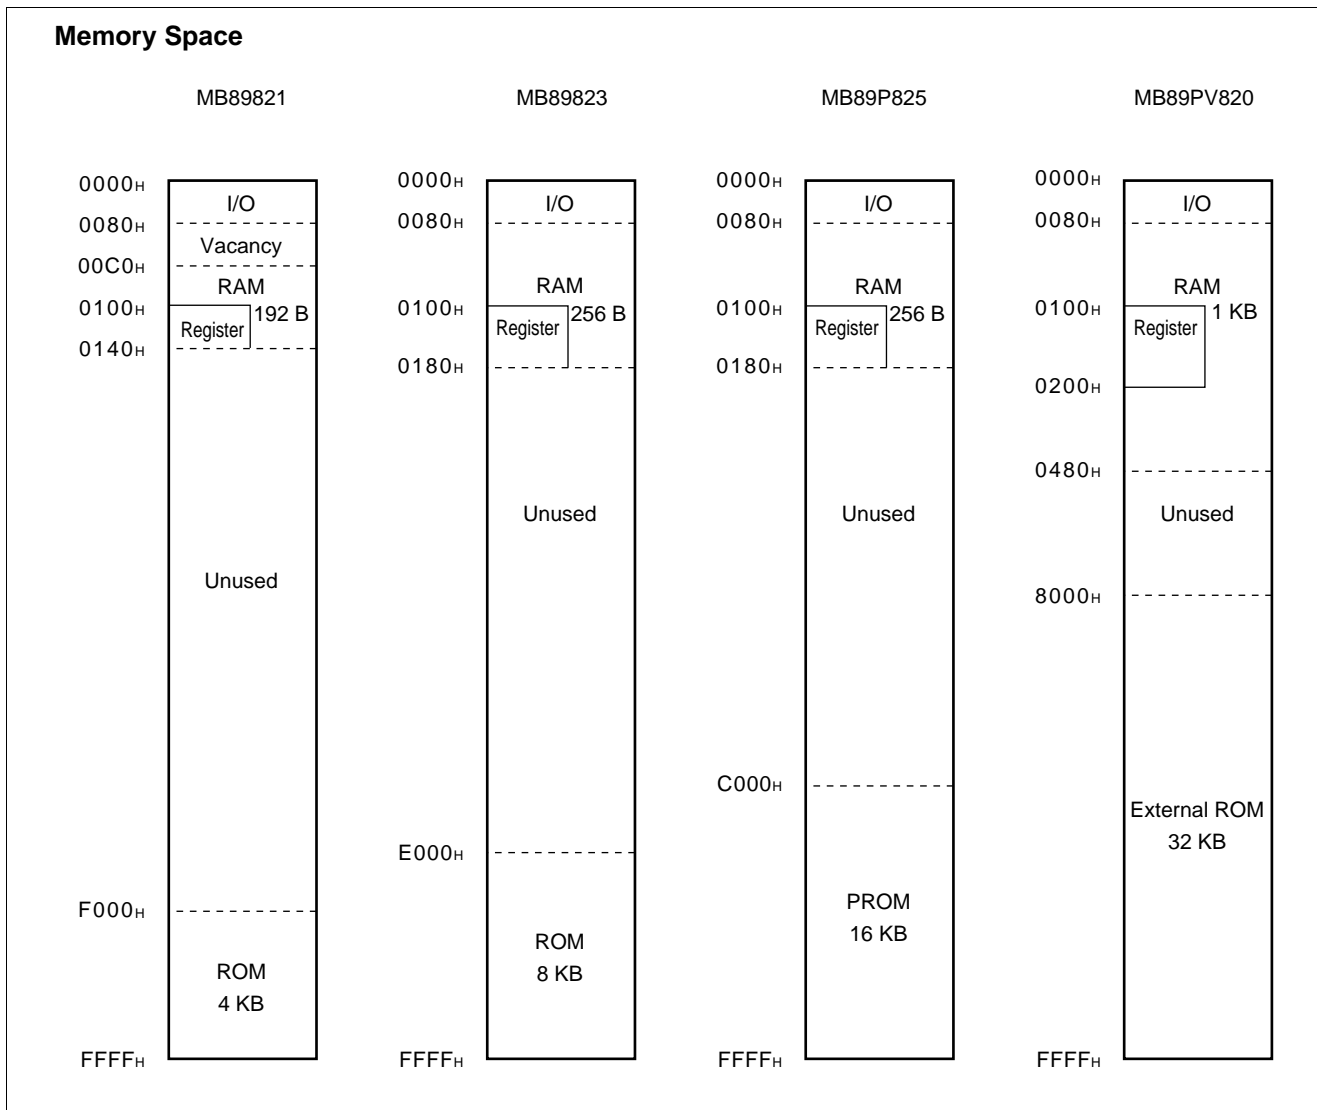 Memory Space
MB89821
0000H
0080H
00C0H
0100H
0140H
F000H
FFFFH
I/O
Vacancy
RAM
192 B
Register
Unused
ROM
4 KB
MB89823
0000H
0080H
0100H
0180H
E000H
FFFFH
I/O
RAM
256 B
Register
Unused
ROM
8 KB
MB89P825
0000H
0080H
0100H
0180H
C000H
FFFFH
I/O
RAM
256 B
Register
Unused
PROM
16 KB
MB89PV820
0000H
0080H
0100H
0200H
0480H
8000H
FFFFH
I/O
RAM
1 KB
Register
Unused
External ROM
32 KB